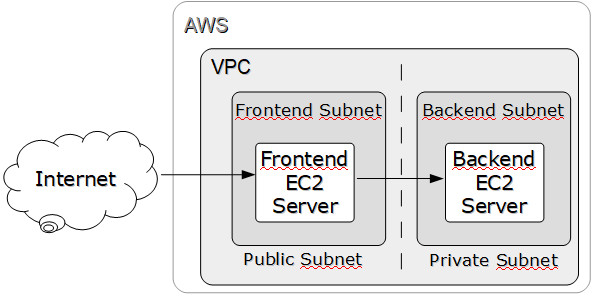 AWS
VPC
Frontend Subnet
Backend Subnet
Internet
Frontend
EC2
Server
Backend
EC2
Server
Public Subnet
Private Subnet